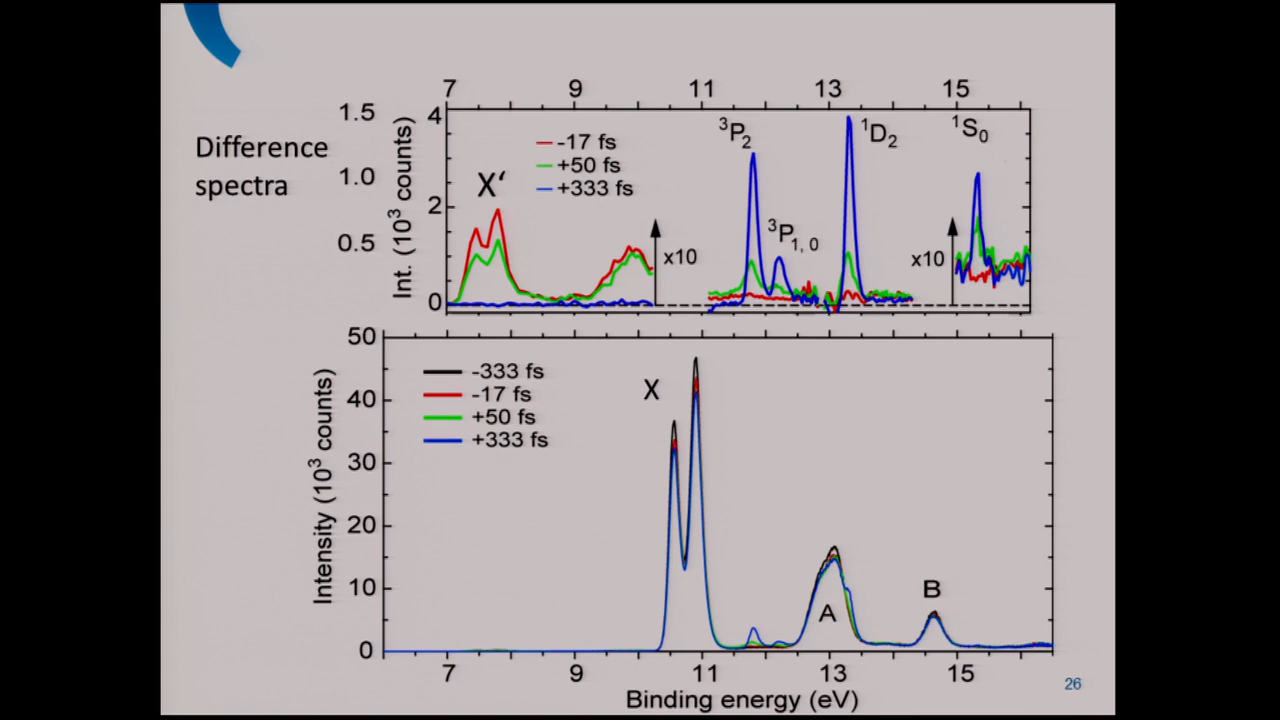 7 9 11 13 15
Difference
spectra
1.5
1.0
0.5
4
2
0
Int. (10³ counts)
X‘
-17 fs
+50 fs
+333 fs
x10
³P₂
³P₁, ₀
¹D₂
¹S₀
x10
50
40
30
20
10
0
Intensity (10³ counts)
-333 fs
-17 fs
+50 fs
+333 fs
X
A
B
7 9 11 13 15
Binding energy (eV)
26